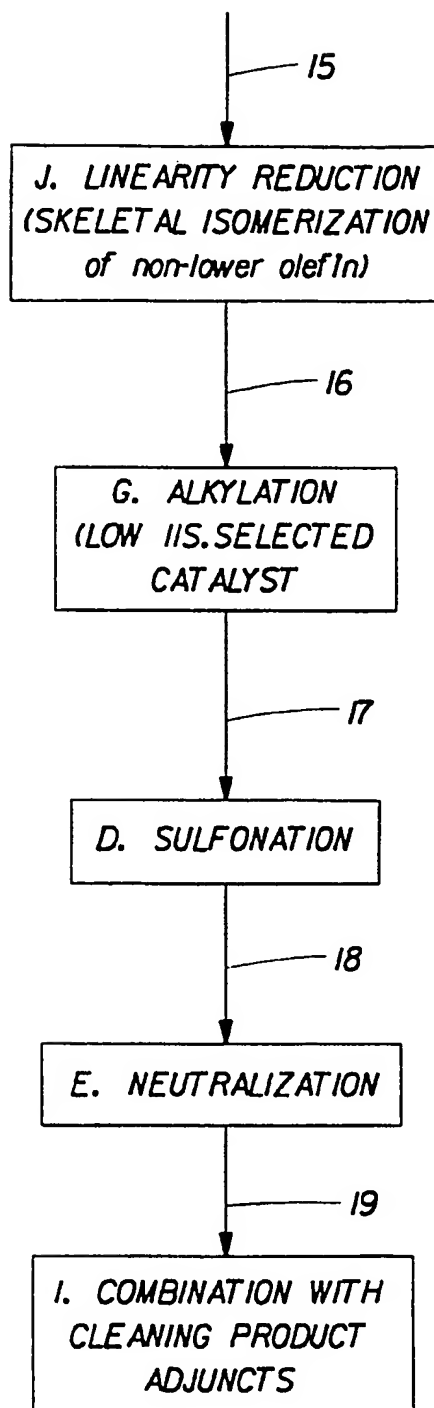 15
J. LINEARITY REDUCTION
(SKELETAL ISOMERIZATION
of non-lower olefin)
16
G. ALKYLATION
(LOW IIS.SELECTED
CATALYST
17
D. SULFONATION
18
E. NEUTRALIZATION
19
I. COMBINATION WITH
CLEANING PRODUCT
ADJUNCTS